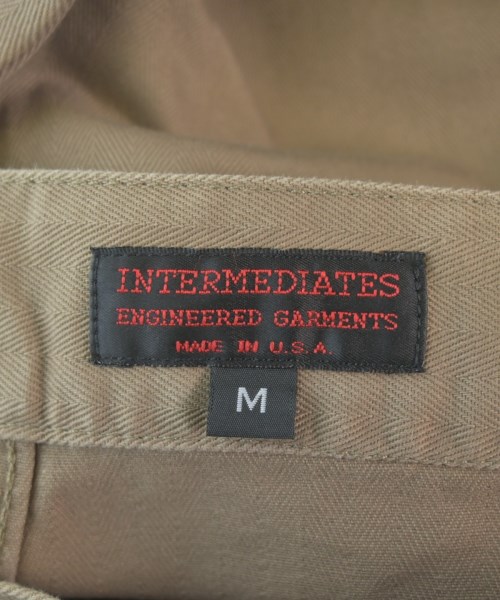 INTERMEDIATES
ENGINEERED GARMENTS
MADE IN U.S.A.
M